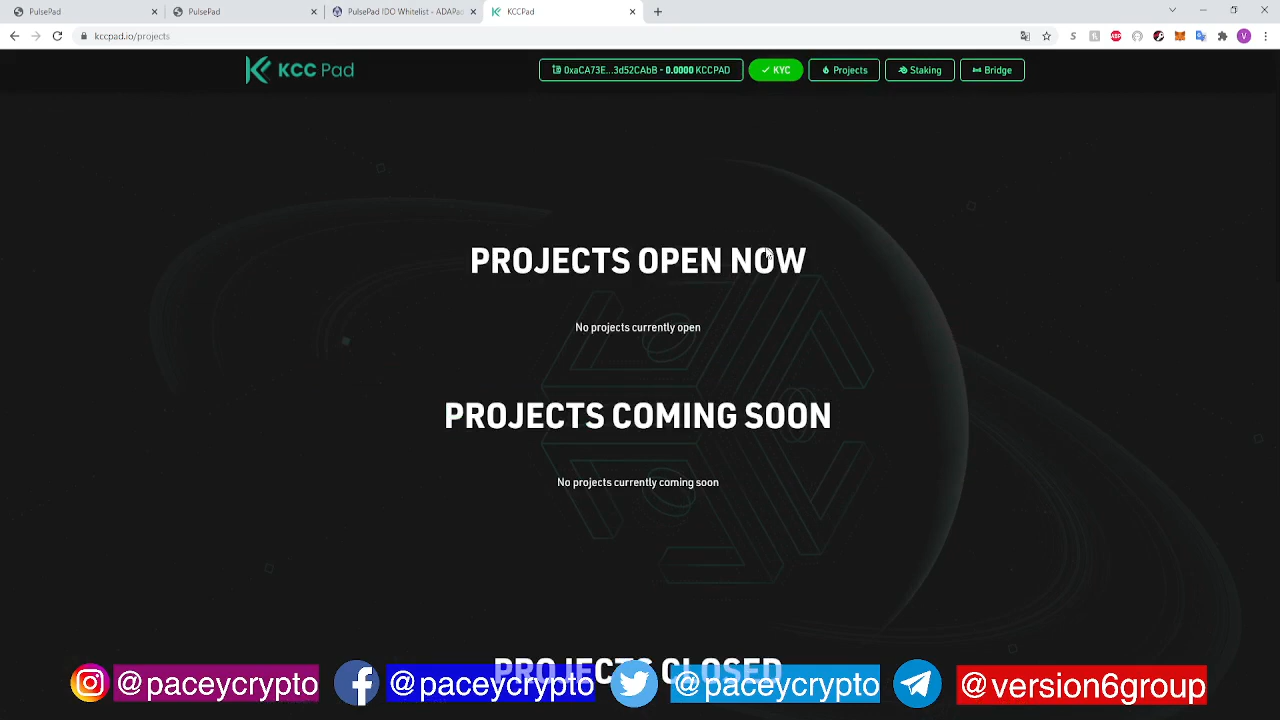 PulsePad
PulsePad
PulsePad IDO Whitelist - ADAPad
KCCPad
kccpad.io/projects
KCC Pad
0xaCA73E...3d52CAbB - 0.0000 KCCPAD
KYC
Projects
Staking
Bridge
PROJECTS OPEN NOW
No projects currently open
PROJECTS COMING SOON
No projects currently coming soon
PROJECTS CLOSED
@paceycrypto
@paceycrypto
@paceycrypto
@version6group